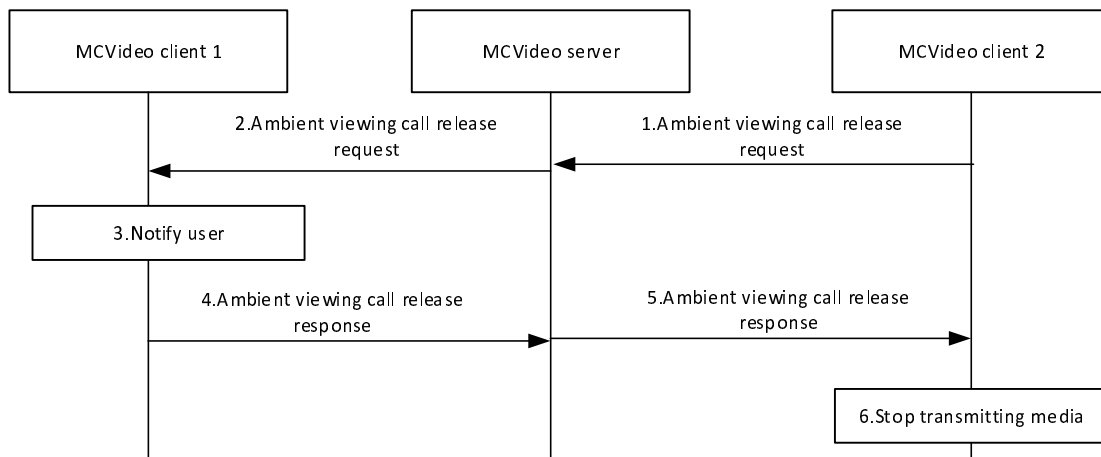 MCVideo client 1
MCVideo server
MCVideo client 2
2.Ambient viewing call release
request
1.Ambient viewing call release
request
3.Notify user
4.Ambient viewing call release
response
5.Ambient viewing call release
response
6.Stop transmitting media